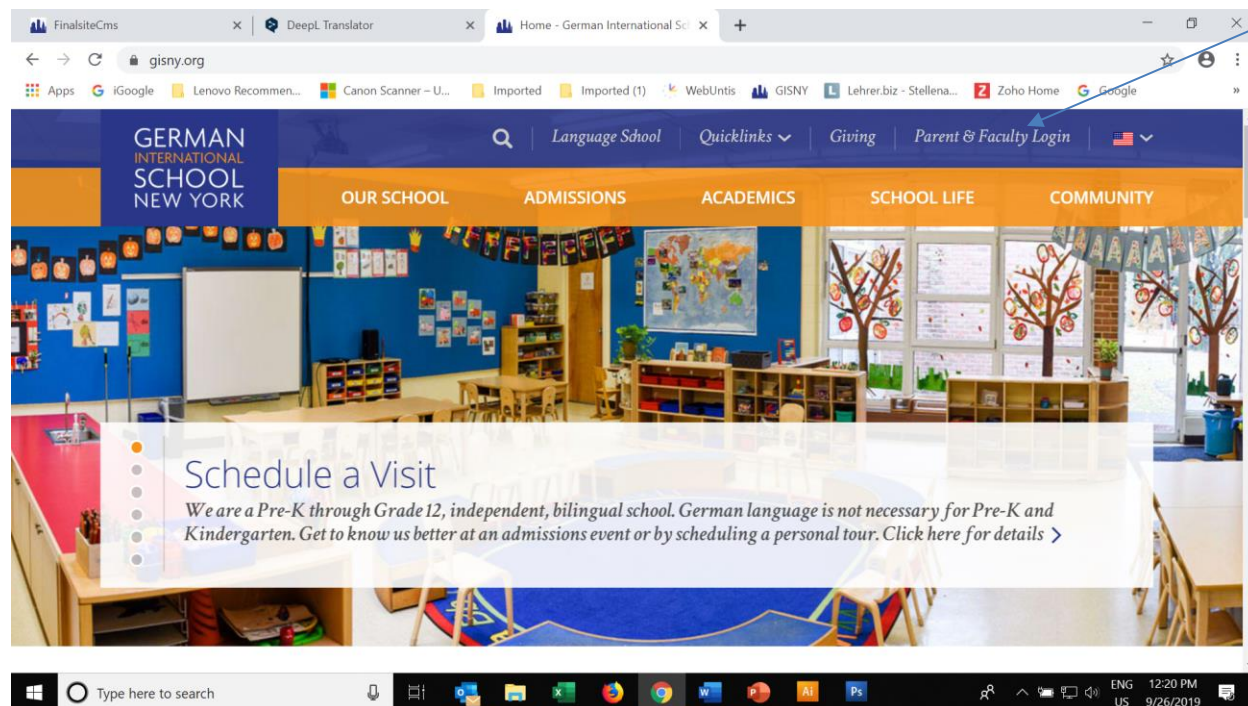 FinalsiteCms
DeepL Translator
Home - German International Sc
gisny.org
Apps
iGoogle
Lenovo Recommen...
Canon Scanner – U...
Imported
Imported (1)
WebUntis
GISNY
Lehrer.biz - Stellena...
Zoho Home
Google
»
GERMAN
INTERNATIONAL
SCHOOL
NEW YORK
Language School
Quicklinks
Giving
Parent & Faculty Login
OUR SCHOOL
ADMISSIONS
ACADEMICS
SCHOOL LIFE
COMMUNITY
Schedule a Visit
We are a Pre-K through Grade 12, independent, bilingual school. German language is not necessary for Pre-K and
Kindergarten. Get to know us better at an admissions event or by scheduling a personal tour. Click here for details >
Type here to search
Ai
Ps
ENG
US
12:20 PM
9/26/2019